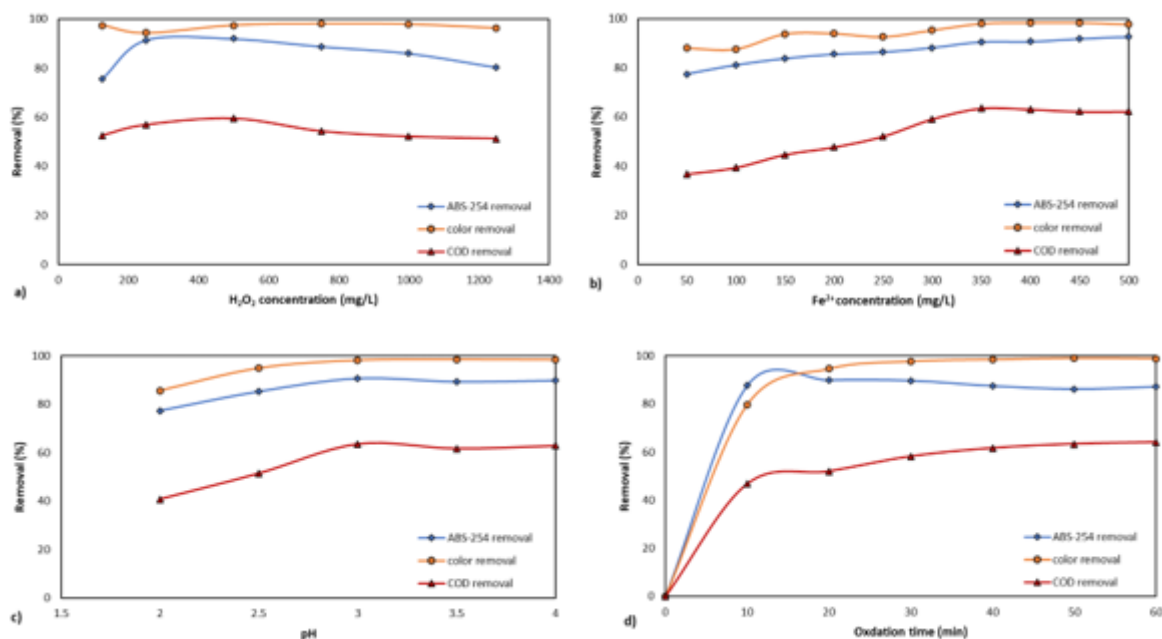 100
80
60
40
20
0
Removal (%)
ABS-254 removal
color removal
COD removal
0 200 400 600 800 1000 1200 1400
H₂O₂ concentration (mg/L)
a)
100
80
60
40
20
0
Removal (%)
ABS-254 removal
color removal
COD removal
50 100 150 200 250 300 350 400 450 500
Fe²⁺ concentration (mg/L)
b)
100
80
60
40
20
0
Removal (%)
ABS-254 removal
color removal
COD removal
1.5 2 2.5 3 3.5 4
pH
c)
100
80
60
40
20
0
Removal (%)
ABS-254 removal
color removal
COD removal
0 10 20 30 40 50 60
Oxdation time (min)
d)